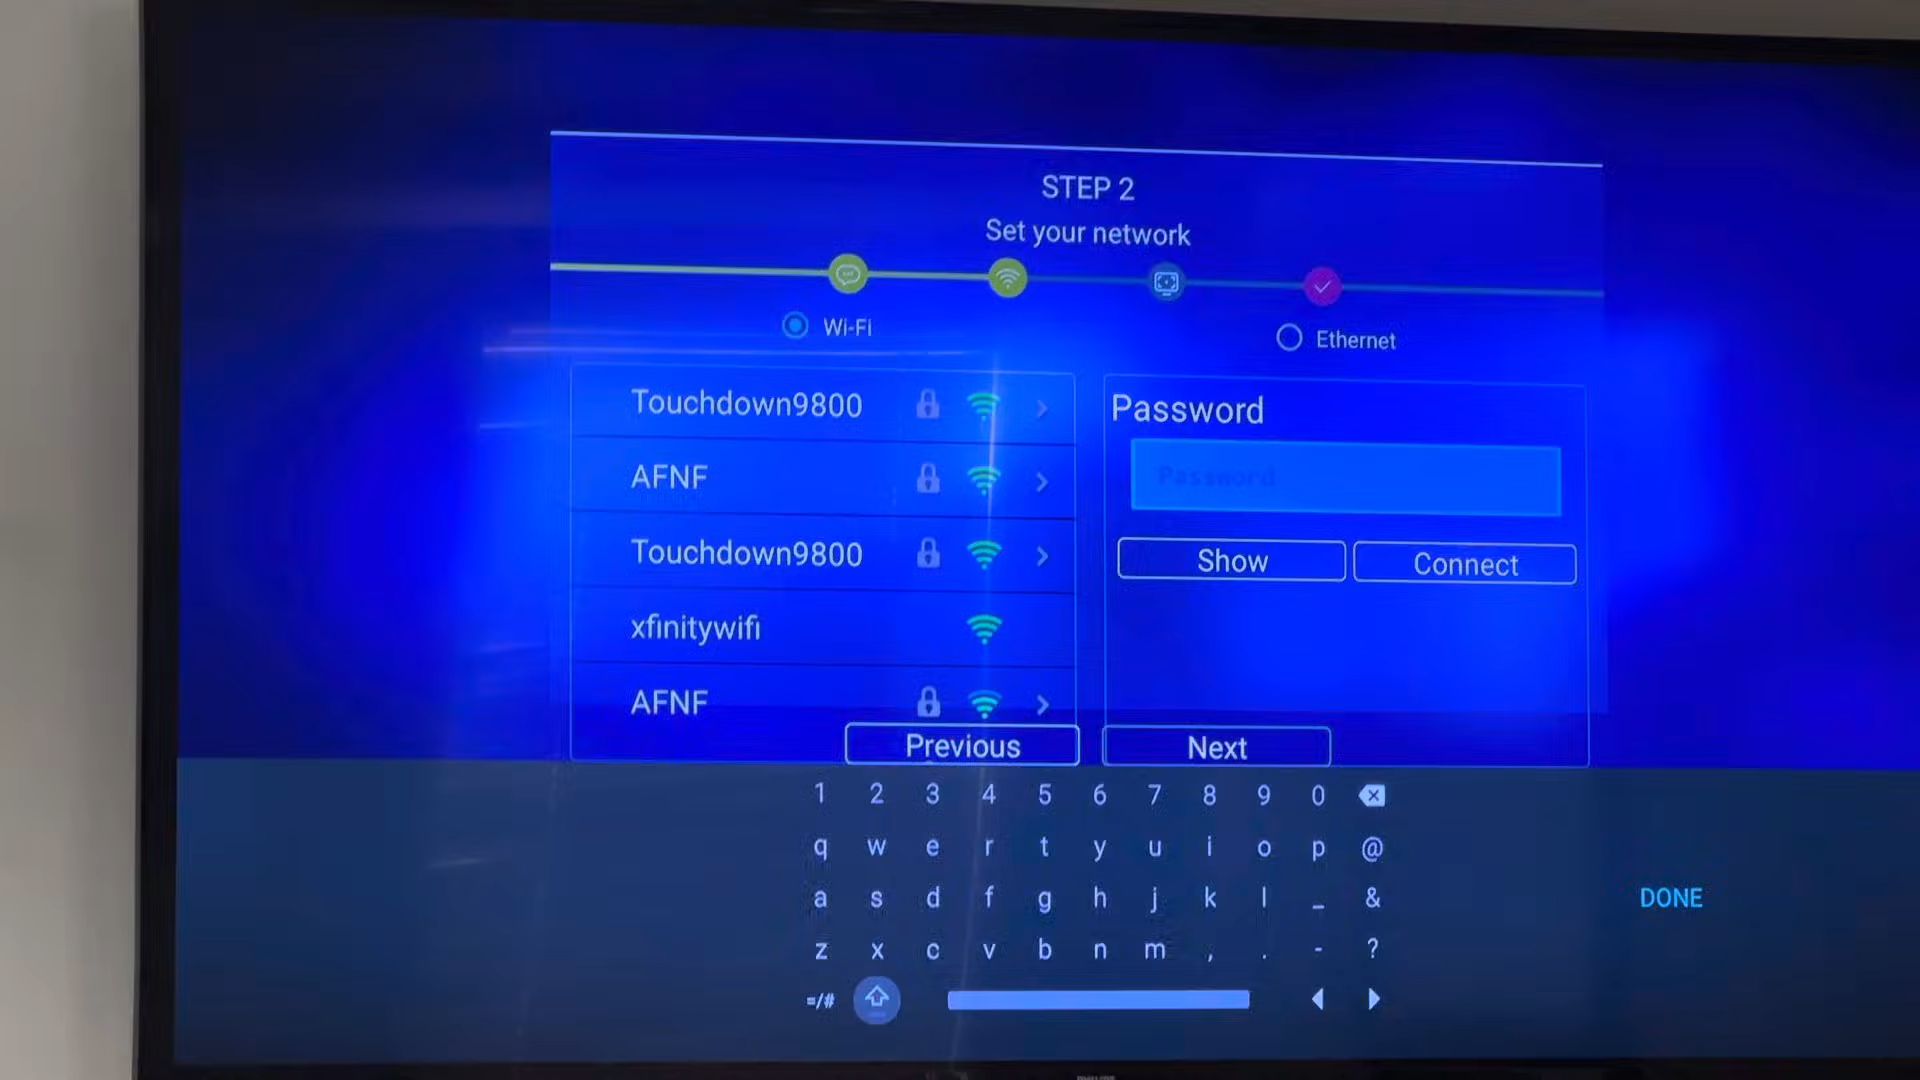 STEP 2
Set your network
Wi-Fi
Ethernet
Touchdown9800
AFNF
Touchdown9800
xfinitywifi
AFNF
Password
Password
Show
Connect
Previous
Next
1 2 3 4 5 6 7 8 9 0
q w e r t y u i o p @
a s d f g h j k l _ &
z x c v b n m , . - ?
=/#
DONE